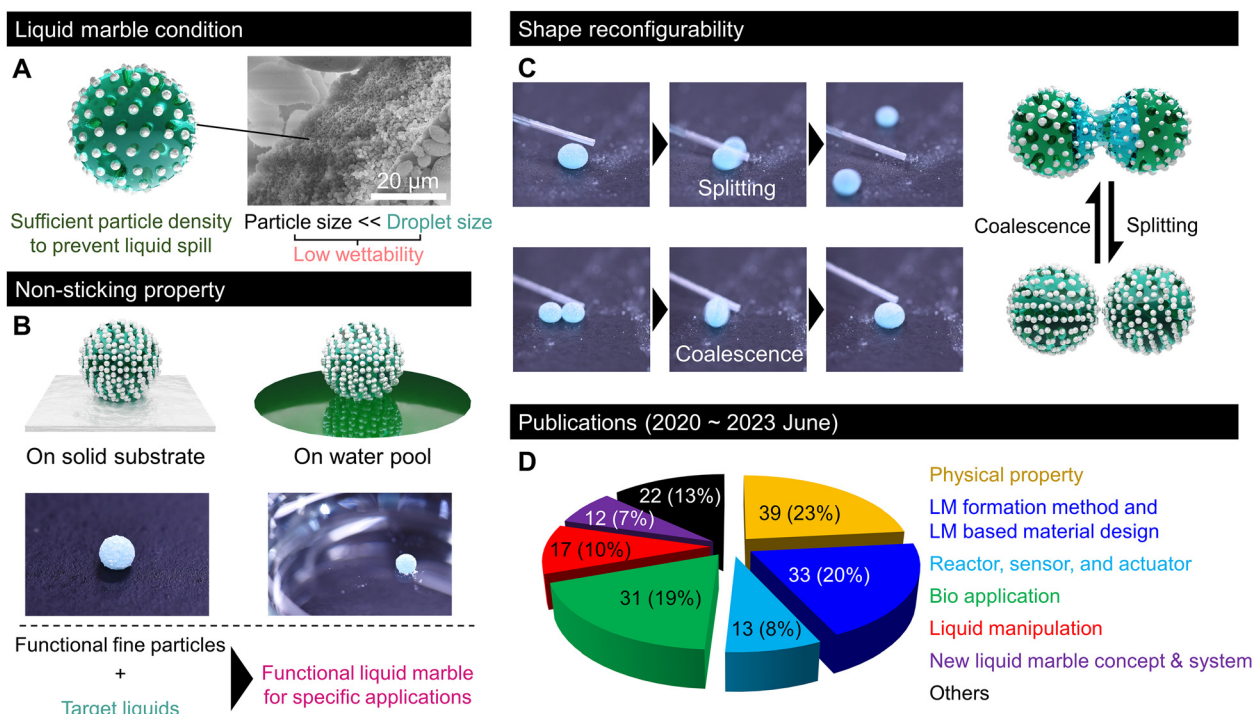 Liquid marble condition
A
20 μm
Sufficient particle density
to prevent liquid spill
Particle size << Droplet size
Low wettability
Non-sticking property
B
On solid substrate
On water pool
Functional fine particles
+
Target liquids
Functional liquid marble
for specific applications
Shape reconfigurability
C
Splitting
Coalescence
Coalescence
Splitting
Publications (2020 ~ 2023 June)
D
22 (13%)
39 (23%)
12 (7%)
17 (10%)
33 (20%)
31 (19%)
13 (8%)
Physical property
LM formation method and
LM based material design
Reactor, sensor, and actuator
Bio application
Liquid manipulation
New liquid marble concept & system
Others